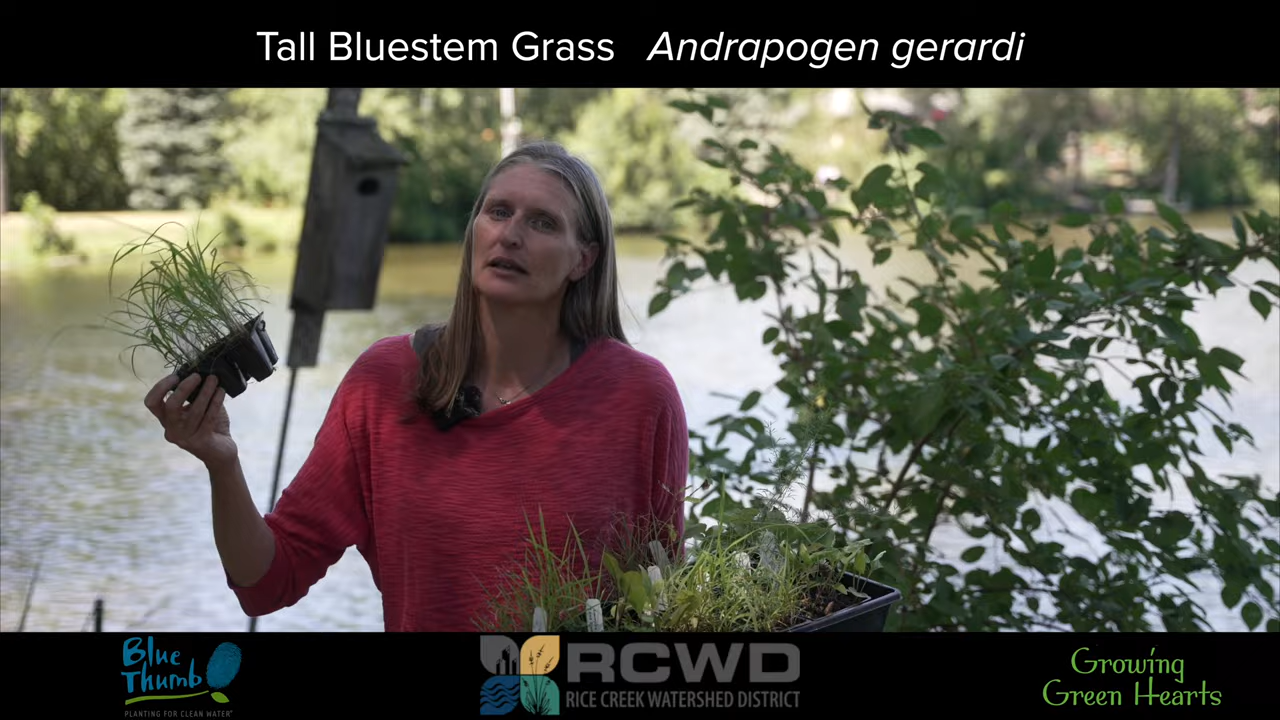 Tall Bluestem Grass Andrapogen gerardi
Blue
Thumb
PLANTING FOR CLEAN WATER
RCWD
RICE CREEK WATERSHED DISTRICT
Growing
Green Hearts